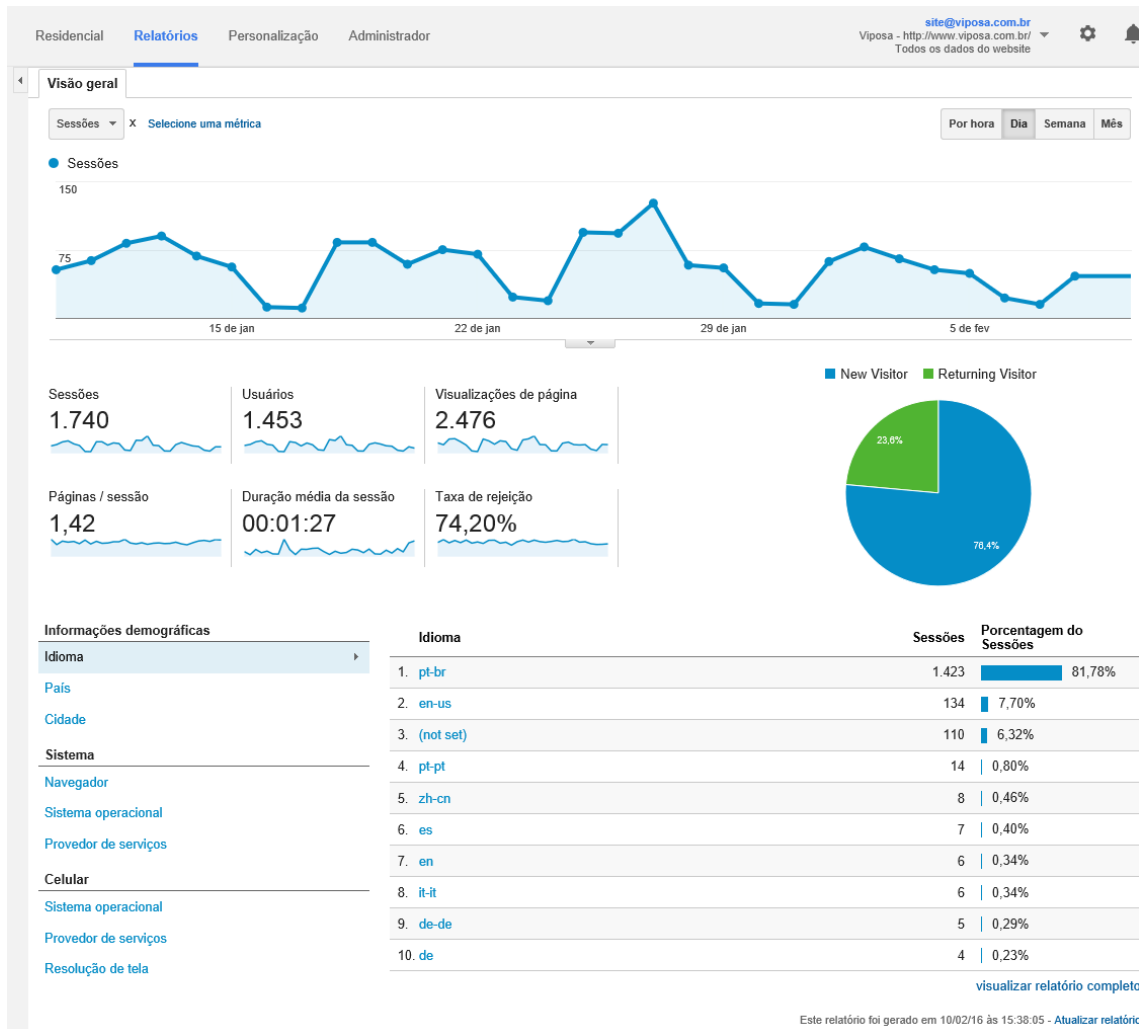 Residencial Relatórios Personalização Administrador
site@viposa.com.br
Viposa - http://www.viposa.com.br/
Todos os dados do website
Visão geral
Sessões x Selecione uma métrica
Por hora Dia Semana Mês
Sessões
150
75
15 de jan 22 de jan 29 de jan 5 de fev
New Visitor Returning Visitor
Sessões
1.740
Usuários
1.453
Visualizações de página
2.476
Páginas / sessão
1,42
Duração média da sessão
00:01:27
Taxa de rejeição
74,20%
23,6%
76,4%
Informações demográficas
Idioma
País
Cidade
Sistema
Navegador
Sistema operacional
Provedor de serviços
Celular
Sistema operacional
Provedor de serviços
Resolução de tela
Idioma Sessões Porcentagem do Sessões
1. pt-br 1.423 81,78%
2. en-us 134 7,70%
3. (not set) 110 6,32%
4. pt-pt 14 0,80%
5. zh-cn 8 0,46%
6. es 7 0,40%
7. en 6 0,34%
8. it-it 6 0,34%
9. de-de 5 0,29%
10. de 4 0,23%
visualizar relatório completo
Este relatório foi gerado em 10/02/16 às 15:38:05 - Atualizar relatório